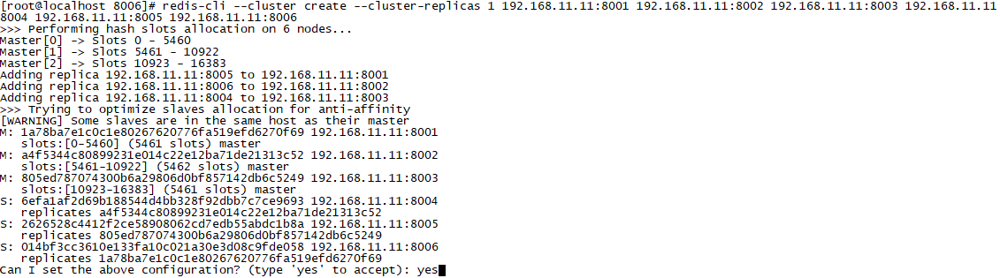 [root@localhost 8006]# redis-cli --cluster create --cluster-replicas 1 192.168.11.11:8001 192.168.11.11:8002 192.168.11.11:8003 192.168.11.11:
8004 192.168.11.11:8005 192.168.11.11:8006
>>> Performing hash slots allocation on 6 nodes...
Master[0] -> Slots 0 - 5460
Master[1] -> Slots 5461 - 10922
Master[2] -> Slots 10923 - 16383
Adding replica 192.168.11.11:8005 to 192.168.11.11:8001
Adding replica 192.168.11.11:8006 to 192.168.11.11:8002
Adding replica 192.168.11.11:8004 to 192.168.11.11:8003
>>> Trying to optimize slaves allocation for anti-affinity
[WARNING] Some slaves are in the same host as their master
M: 1a78ba7e1c0c1e80267620776fa519efd6270f69 192.168.11.11:8001
   slots:[0-5460] (5461 slots) master
M: a4f5344c80899231e014c22e12ba71de21313c52 192.168.11.11:8002
   slots:[5461-10922] (5462 slots) master
M: 805ed787074300b6a29806d0bf857142db6c5249 192.168.11.11:8003
   slots:[10923-16383] (5461 slots) master
S: 6efa1af2d69b188544d4bb328f92dbb7c7ce9693 192.168.11.11:8004
   replicates a4f5344c80899231e014c22e12ba71de21313c52
S: 2626528c4412f2ce58908062cd7edb55abdc1b8a 192.168.11.11:8005
   replicates 805ed787074300b6a29806d0bf857142db6c5249
S: 014bf3cc3610e133fa10c021a30e3d08c9fde058 192.168.11.11:8006
   replicates 1a78ba7e1c0c1e80267620776fa519efd6270f69
Can I set the above configuration? (type 'yes' to accept): yes